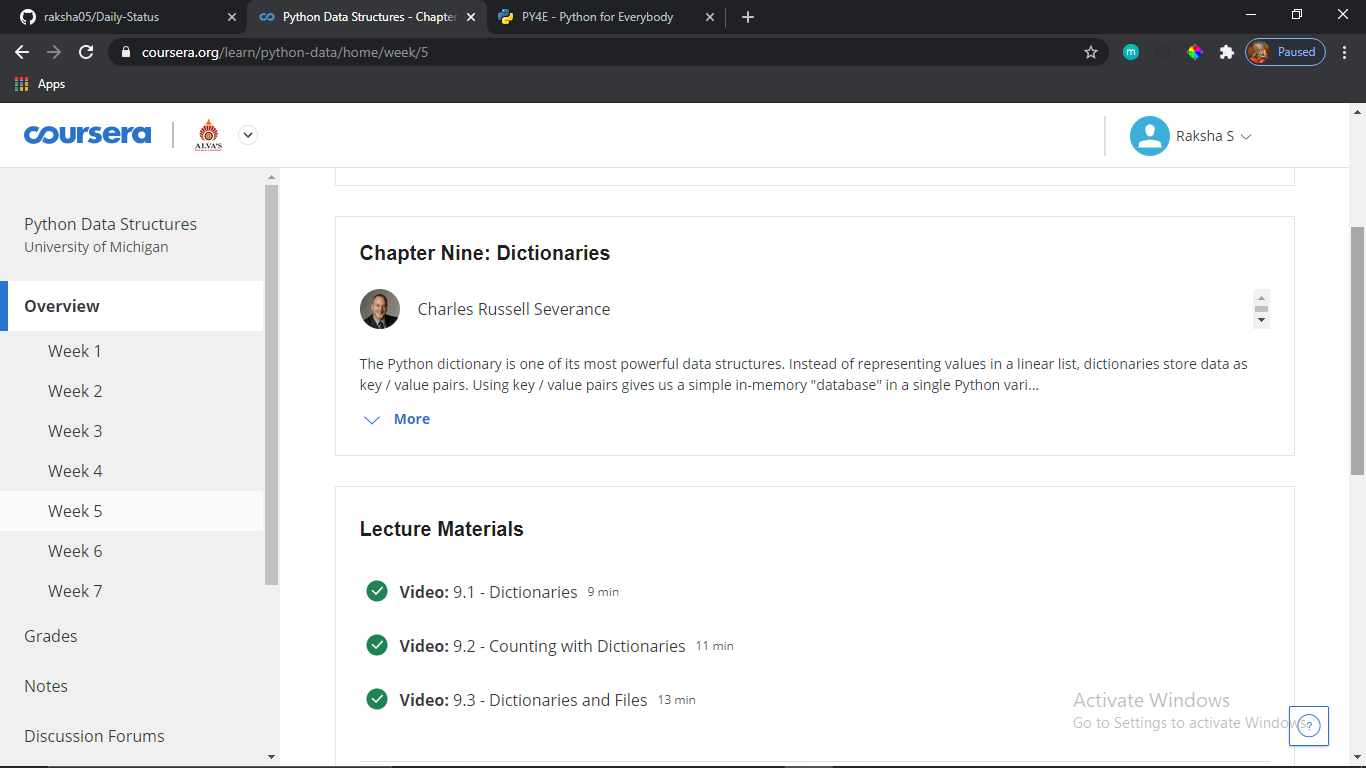 raksha05/Daily-Status
Python Data Structures - Chapter
PY4E - Python for Everybody
coursera.org/learn/python-data/home/week/5
m
Paused
Apps
coursera
ALVA'S
Raksha S
Python Data Structures
University of Michigan
Overview
Week 1
Week 2
Week 3
Week 4
Week 5
Week 6
Week 7
Grades
Notes
Discussion Forums
Chapter Nine: Dictionaries
Charles Russell Severance
The Python dictionary is one of its most powerful data structures. Instead of representing values in a linear list, dictionaries store data as
key / value pairs. Using key / value pairs gives us a simple in-memory "database" in a single Python vari...
More
Lecture Materials
Video: 9.1 - Dictionaries 9 min
Video: 9.2 - Counting with Dictionaries 11 min
Video: 9.3 - Dictionaries and Files 13 min
Activate Windows
Go to Settings to activate Windows.
?